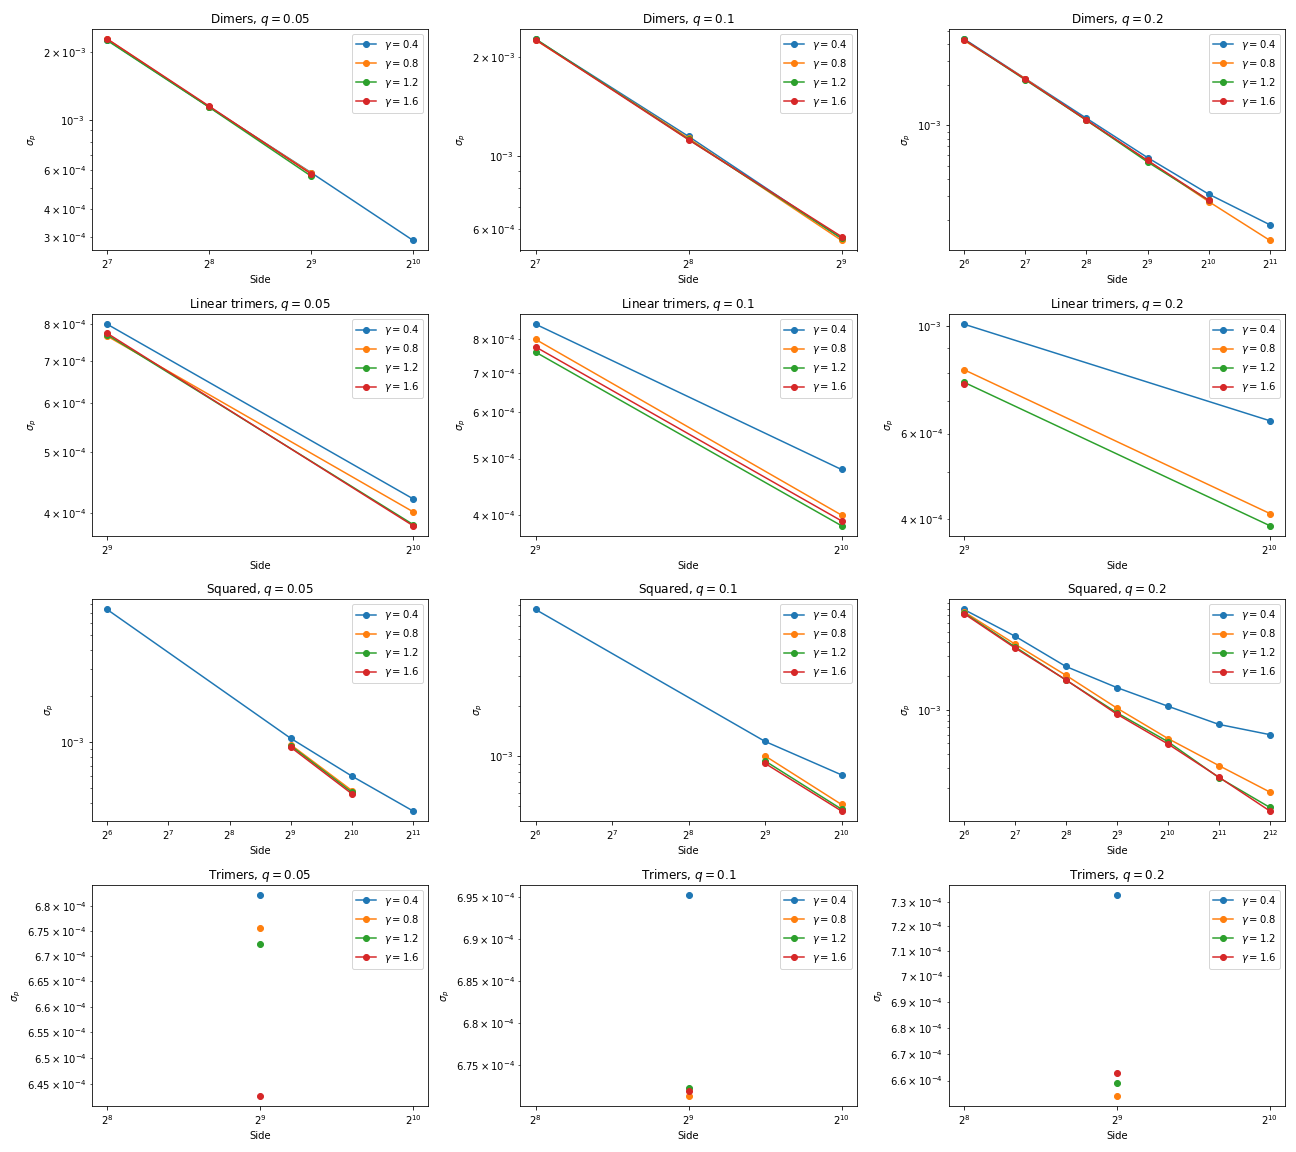 Dimers, q = 0.05
2 × 10⁻³
10⁻³
6 × 10⁻⁴
4 × 10⁻⁴
3 × 10⁻⁴
σₚ
γ = 0.4
γ = 0.8
γ = 1.2
γ = 1.6
2⁷ 2⁸ 2⁹ 2¹⁰
Side
Dimers, q = 0.1
2 × 10⁻³
10⁻³
6 × 10⁻⁴
σₚ
γ = 0.4
γ = 0.8
γ = 1.2
γ = 1.6
2⁷ 2⁸ 2⁹
Side
Dimers, q = 0.2
10⁻³
σₚ
γ = 0.4
γ = 0.8
γ = 1.2
γ = 1.6
2⁶ 2⁷ 2⁸ 2⁹ 2¹⁰ 2¹¹
Side
Linear trimers, q = 0.05
8 × 10⁻⁴
7 × 10⁻⁴
6 × 10⁻⁴
5 × 10⁻⁴
4 × 10⁻⁴
σₚ
γ = 0.4
γ = 0.8
γ = 1.2
γ = 1.6
2⁹ 2¹⁰
Side
Linear trimers, q = 0.1
8 × 10⁻⁴
7 × 10⁻⁴
6 × 10⁻⁴
5 × 10⁻⁴
4 × 10⁻⁴
σₚ
γ = 0.4
γ = 0.8
γ = 1.2
γ = 1.6
2⁹ 2¹⁰
Side
Linear trimers, q = 0.2
10⁻³
6 × 10⁻⁴
4 × 10⁻⁴
σₚ
γ = 0.4
γ = 0.8
γ = 1.2
γ = 1.6
2⁹ 2¹⁰
Side
Squared, q = 0.05
10⁻³
σₚ
γ = 0.4
γ = 0.8
γ = 1.2
γ = 1.6
2⁶ 2⁷ 2⁸ 2⁹ 2¹⁰ 2¹¹
Side
Squared, q = 0.1
10⁻³
σₚ
γ = 0.4
γ = 0.8
γ = 1.2
γ = 1.6
2⁶ 2⁷ 2⁸ 2⁹ 2¹⁰
Side
Squared, q = 0.2
10⁻³
σₚ
γ = 0.4
γ = 0.8
γ = 1.2
γ = 1.6
2⁶ 2⁷ 2⁸ 2⁹ 2¹⁰ 2¹¹ 2¹²
Side
Trimers, q = 0.05
6.8 × 10⁻⁴
6.75 × 10⁻⁴
6.7 × 10⁻⁴
6.65 × 10⁻⁴
6.6 × 10⁻⁴
6.55 × 10⁻⁴
6.5 × 10⁻⁴
6.45 × 10⁻⁴
σₚ
γ = 0.4
γ = 0.8
γ = 1.2
γ = 1.6
2⁸ 2⁹ 2¹⁰
Side
Trimers, q = 0.1
6.95 × 10⁻⁴
6.9 × 10⁻⁴
6.85 × 10⁻⁴
6.8 × 10⁻⁴
6.75 × 10⁻⁴
σₚ
γ = 0.4
γ = 0.8
γ = 1.2
γ = 1.6
2⁸ 2⁹ 2¹⁰
Side
Trimers, q = 0.2
7.3 × 10⁻⁴
7.2 × 10⁻⁴
7.1 × 10⁻⁴
7 × 10⁻⁴
6.9 × 10⁻⁴
6.8 × 10⁻⁴
6.7 × 10⁻⁴
6.6 × 10⁻⁴
σₚ
γ = 0.4
γ = 0.8
γ = 1.2
γ = 1.6
2⁸ 2⁹ 2¹⁰
Side